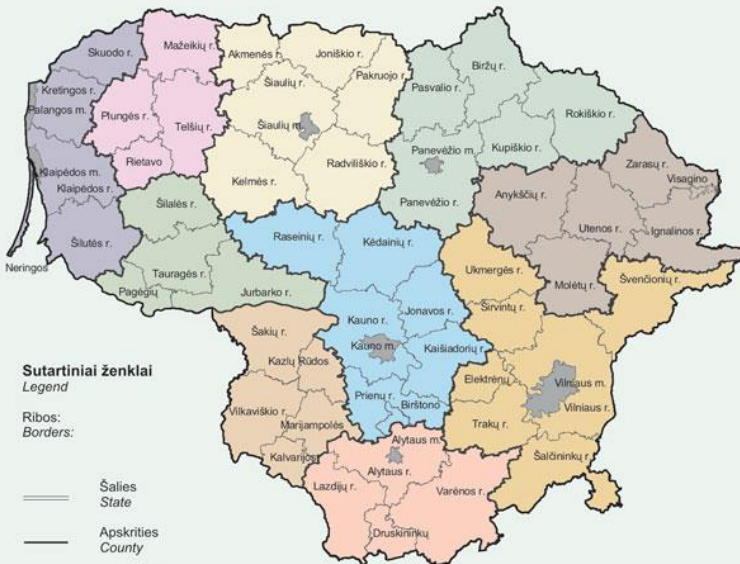 Skuodo r.
Mažeikių r.
Akmenės r.
Joniškio r.
Pakruojo r.
Pasvalio r.
Biržų r.
Rokiškio r.
Kretingos r.
Palangos m.
Plungės r.
Telšių r.
Šiaulių r.
Šiaulių m.
Panevėžio m.
Kupiškio r.
Zarasų r.
Visagino
Klaipėdos m.
Klaipėdos r.
Rietavo
Kelmės r.
Radviliškio r.
Panevėžio r.
Anykščių r.
Utenos r.
Ignalinos r.
Šilutės r.
Šilalės r.
Raseinių r.
Kėdainių r.
Ukmergės r.
Molėtų r.
Švenčionių r.
Neringos
Tauragės r.
Pagėgių
Jurbarko r.
Širvintų r.
Šakių r.
Kauno r.
Jonavos r.
Kauno m.
Kaišiadorių r.
Kazlų Rūdos
Elektrėnų
Vilniaus m.
Vilniaus r.
Vilkaviškio r.
Marijampolės
Prienų r.
Birštono
Trakų r.
Kalvarijos
Alytaus m.
Alytaus r.
Šalčininkų r.
Lazdijų r.
Varėnos r.
Druskininkų
Sutartiniai ženklai
Legend
Ribos:
Borders:
Šalies
State
Apskrities
County